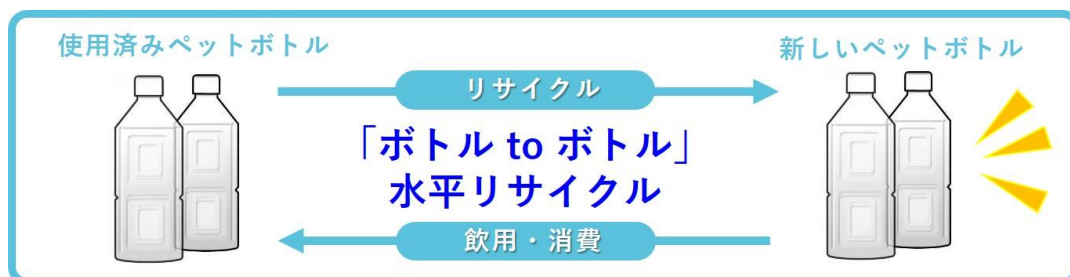 使用済みペットボトル
新しいペットボトル
リサイクル
「ボトル to ボトル」
水平リサイクル
飲用・消費